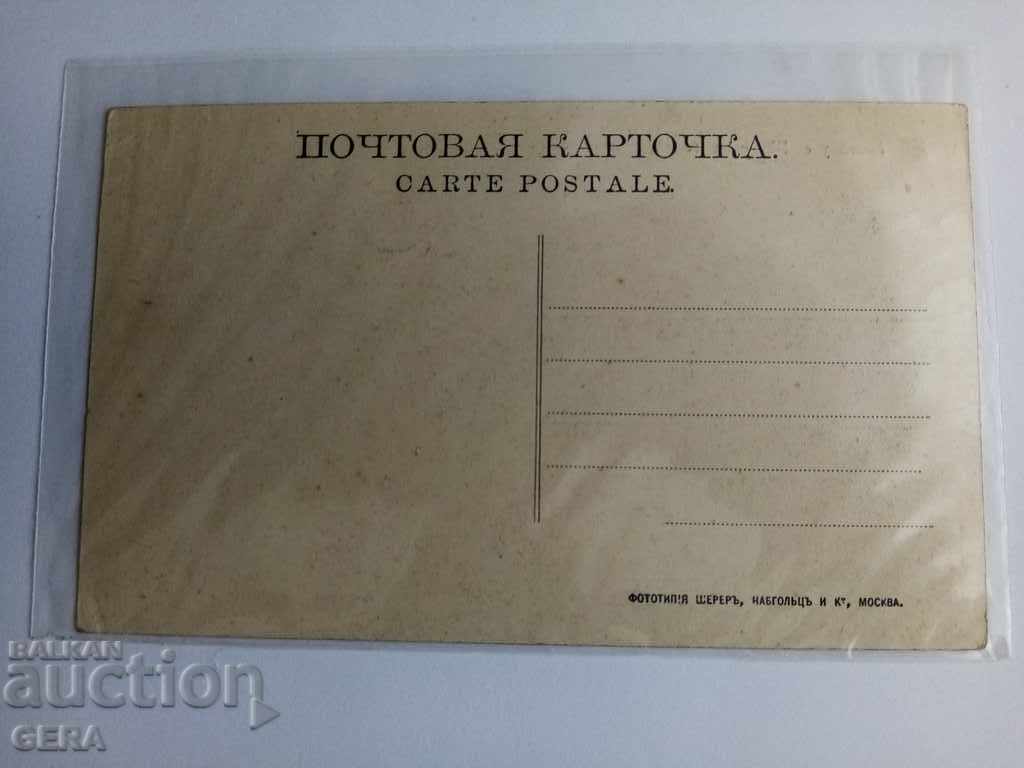 ПОЧТОВАЯ КАРТОЧКА.
CARTE POSTALE.
ФОТОТИПІЯ ШЕРЕРЪ, НАБГОЛЬЦЪ И Кº, МОСКВА.
BALKAN
auction
GERA